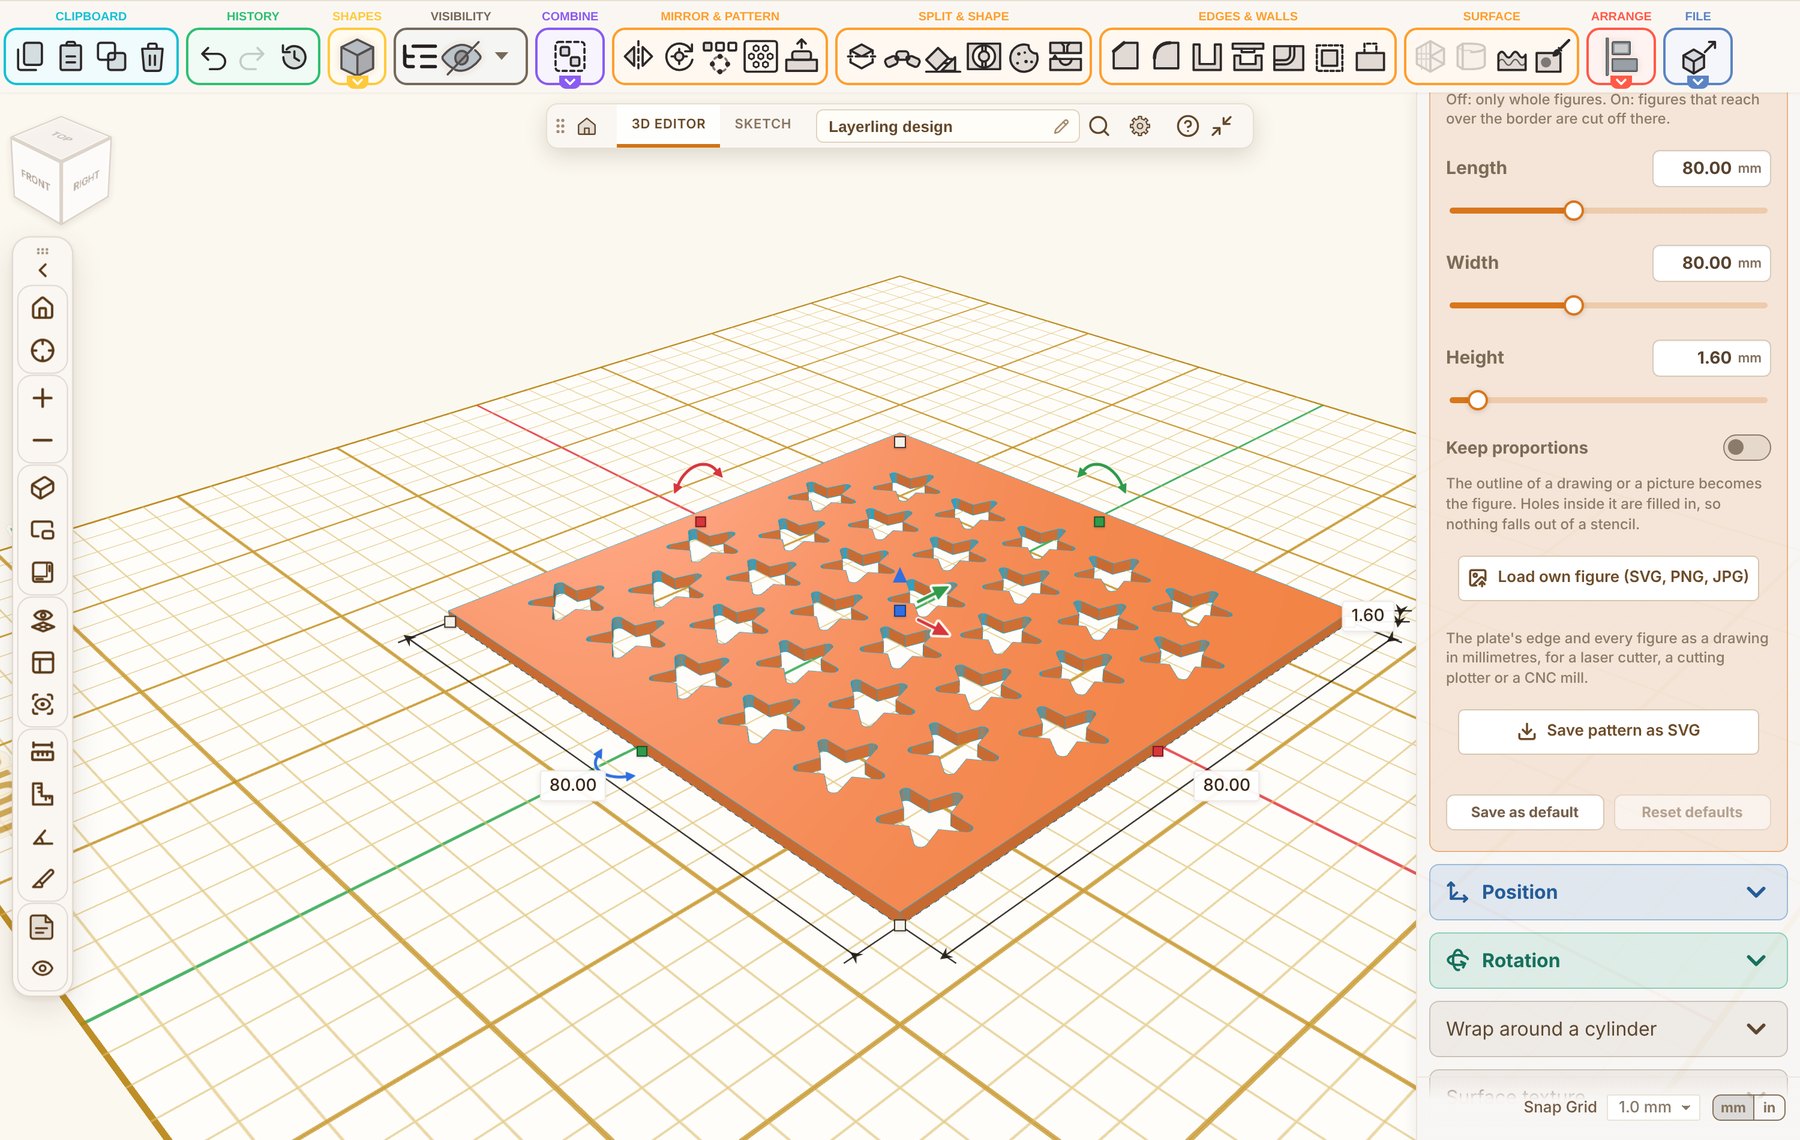 CLIPBOARD
HISTORY
SHAPES
VISIBILITY
COMBINE
MIRROR & PATTERN
SPLIT & SHAPE
EDGES & WALLS
SURFACE
ARRANGE
FILE
3D EDITOR
SKETCH
Layerling design
TOP
FRONT
RIGHT
Off: only whole figures. On: figures that reach
over the border are cut off there.
Length
80.00 mm
Width
80.00 mm
Height
1.60 mm
Keep proportions
The outline of a drawing or a picture becomes
the figure. Holes inside it are filled in, so
nothing falls out of a stencil.
Load own figure (SVG, PNG, JPG)
The plate's edge and every figure as a drawing
in millimetres, for a laser cutter, a cutting
plotter or a CNC mill.
Save pattern as SVG
Save as default
Reset defaults
Position
Rotation
Wrap around a cylinder
Surface texture
Snap Grid
1.0 mm
mm
in
1.60
80.00
80.00